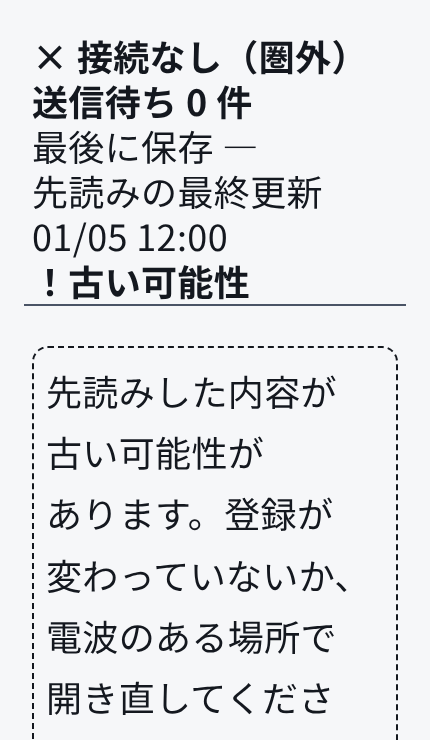 × 接続なし（圏外）
送信待ち 0 件
最後に保存 —
先読みの最終更新
01/05 12:00
！古い可能性
先読みした内容が
古い可能性が
あります。登録が
変わっていないか、
電波のある場所で
開き直してくださ